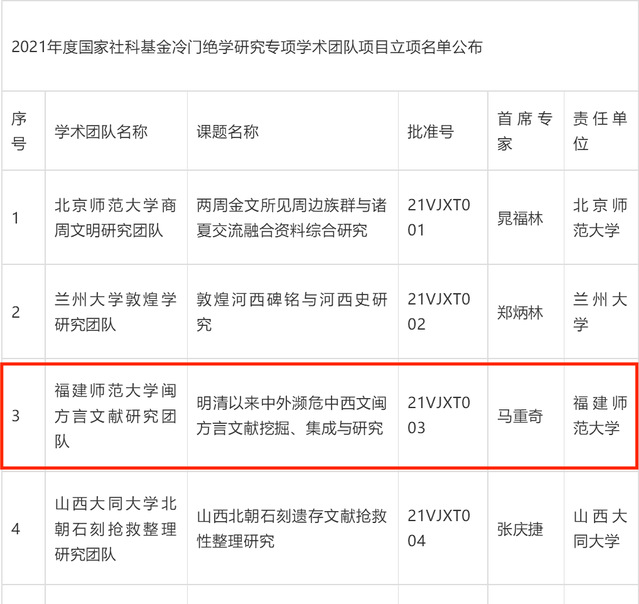 2021年度国家社科基金冷门绝学研究专项学术团队项目立项名单公布
序号
学术团队名称
课题名称
批准号
首席专家
责任单位
1
北京师范大学商
周文明研究团队
两周金文所见周边族群与诸
夏交流融合资料综合研究
21VJXT0
01
晁福林
北京师
范大学
2
兰州大学敦煌学
研究团队
敦煌河西碑铭与河西史研
究
21VJXT0
02
郑炳林
兰州大
学
3
福建师范大学闽
方言文献研究团
队
明清以来中外濒危中西文闽
方言文献挖掘、集成与研究
21VJXT0
03
马重奇
福建师
范大学
4
山西大同大学北
朝石刻抢救整理
研究团队
山西北朝石刻遗存文献抢救
性整理研究
21VJXT0
04
张庆捷
山西大
同大学